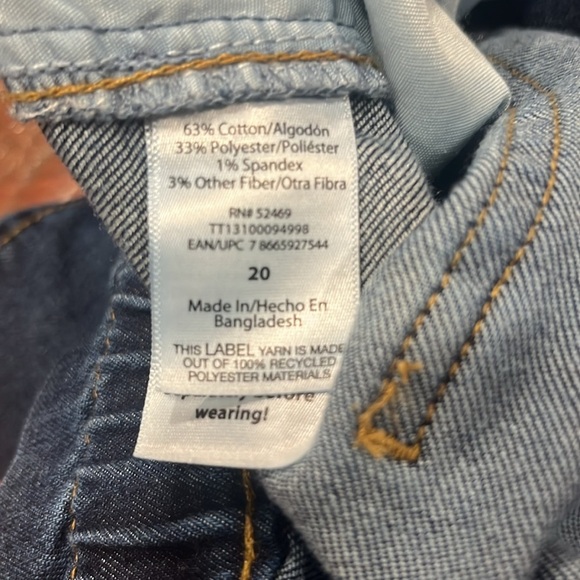 63% Cotton/Algodón
33% Polyester/Poliéster
1% Spandex
3% Other Fiber/Otra Fibra
RN# 52469
TT13100094998
EAN/UPC 7 8665927544
20
Made In/Hecho En
Bangladesh
THIS LABEL YARN IS MADE
OUT OF 100% RECYCLED
POLYESTER MATERIALS
before
wearing!